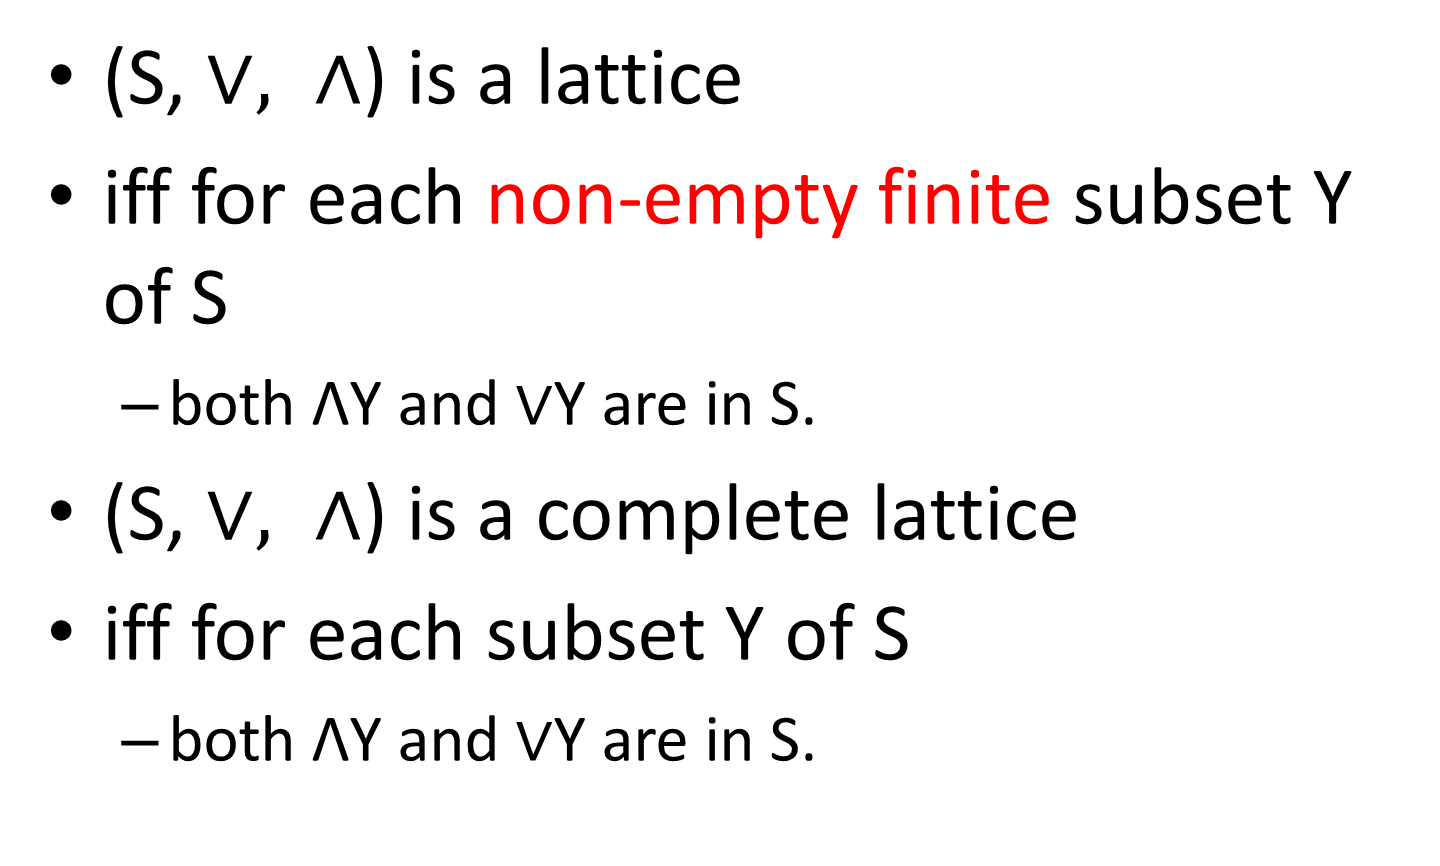 • (S, ∨, ∧) is a lattice
• iff for each non-empty finite subset Y
of S
– both ∧Y and ∨Y are in S.
• (S, ∨, ∧) is a complete lattice
• iff for each subset Y of S
– both ∧Y and ∨Y are in S.